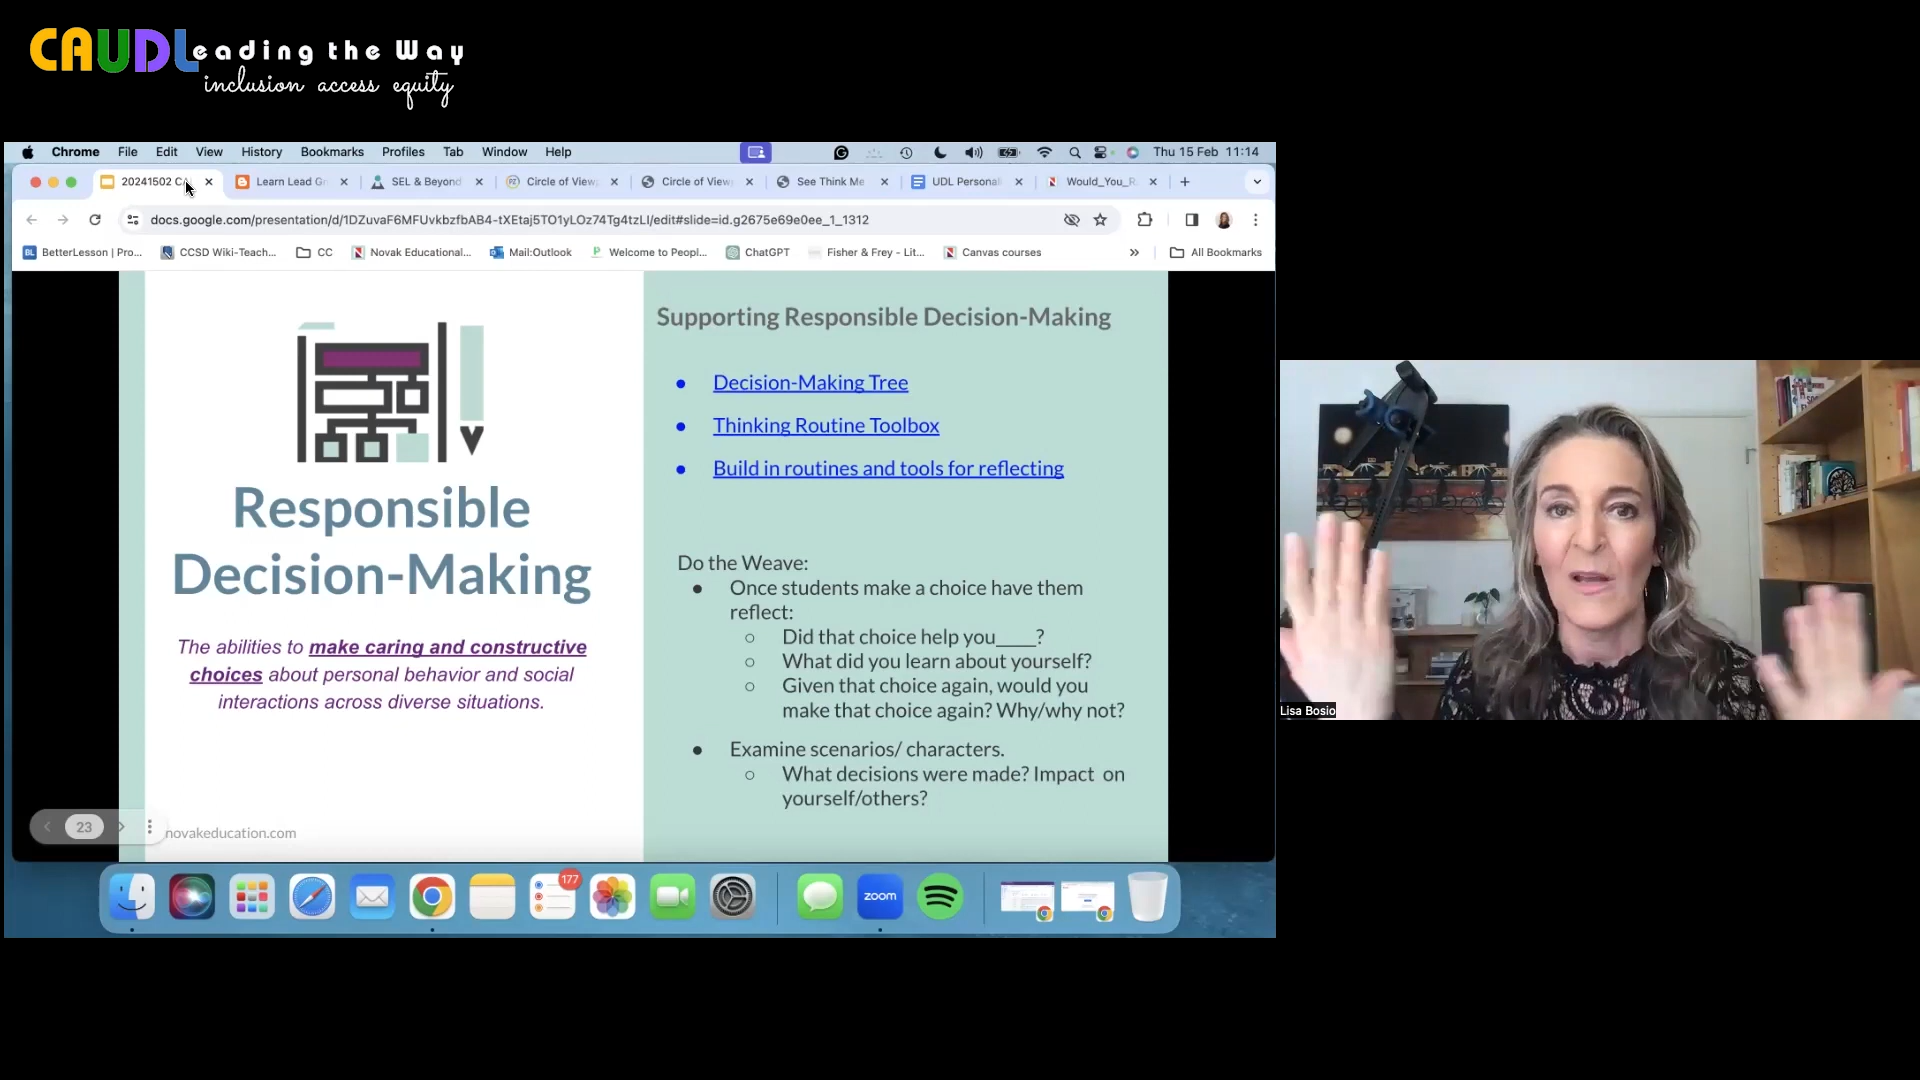 CAUDLeading the Way
inclusion access equity
Chrome File Edit View History Bookmarks Profiles Tab Window Help Thu 15 Feb 11:14
20241502 CA Learn Lead Gr SEL & Beyond Circle of View Circle of View See Think Me UDL Personal Would_You_R
docs.google.com/presentation/d/1DZuvaF6MFUvkbzfbAB4-tXEtaj5TO1yLOz74Tg4tzLI/edit#slide=id.g2675e69e0ee_1_1312
BetterLesson | Pro... CCSD Wiki-Teach... CC Novak Educational... Mail:Outlook Welcome to Peopl... ChatGPT Fisher & Frey - Lit... Canvas courses » All Bookmarks
Responsible
Decision-Making
The abilities to make caring and constructive
choices about personal behavior and social
interactions across diverse situations.
23
novakeducation.com
Supporting Responsible Decision-Making
• Decision-Making Tree
• Thinking Routine Toolbox
• Build in routines and tools for reflecting
Do the Weave:
● Once students make a choice have them
reflect:
○ Did that choice help you____?
○ What did you learn about yourself?
○ Given that choice again, would you
make that choice again? Why/why not?
● Examine scenarios/ characters.
○ What decisions were made? Impact on
yourself/others?
177
zoom
Lisa Bosio